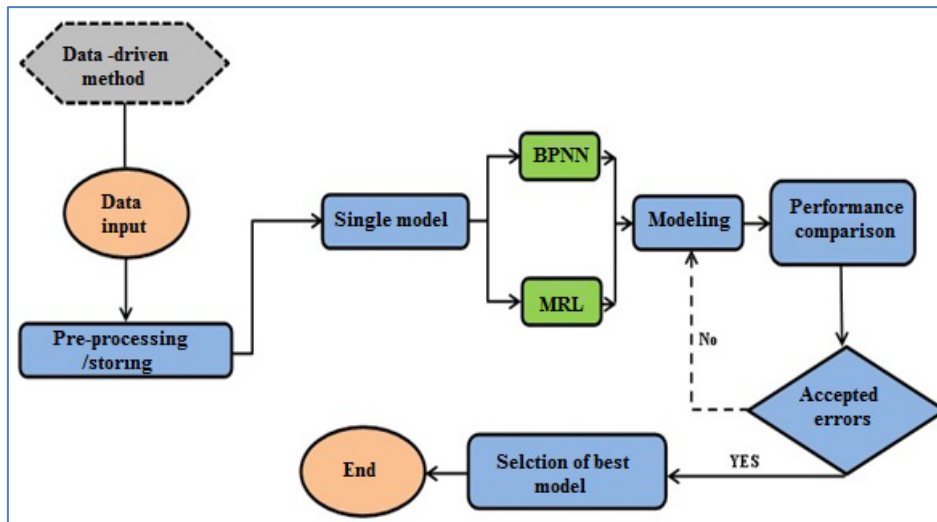 Data -driven
method
Data
input
Pre-processing
/storing
Single model
BPNN
MRL
Modeling
Performance
comparison
No
Accepted
errors
YES
Selction of best
model
End